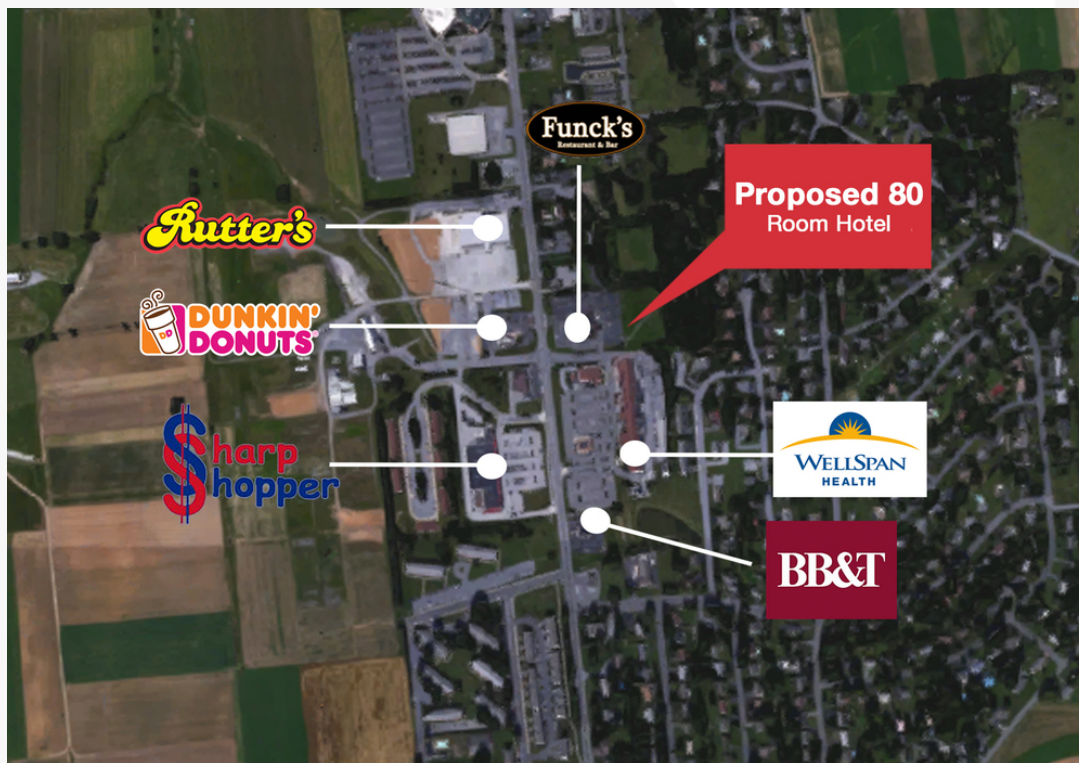 Funck's
Restaurant & Bar
Proposed 80
Room Hotel
Rutter's
DUNKIN'
DONUTS
DD
Sharp
Shopper
WELLSPAN
HEALTH
BB&T